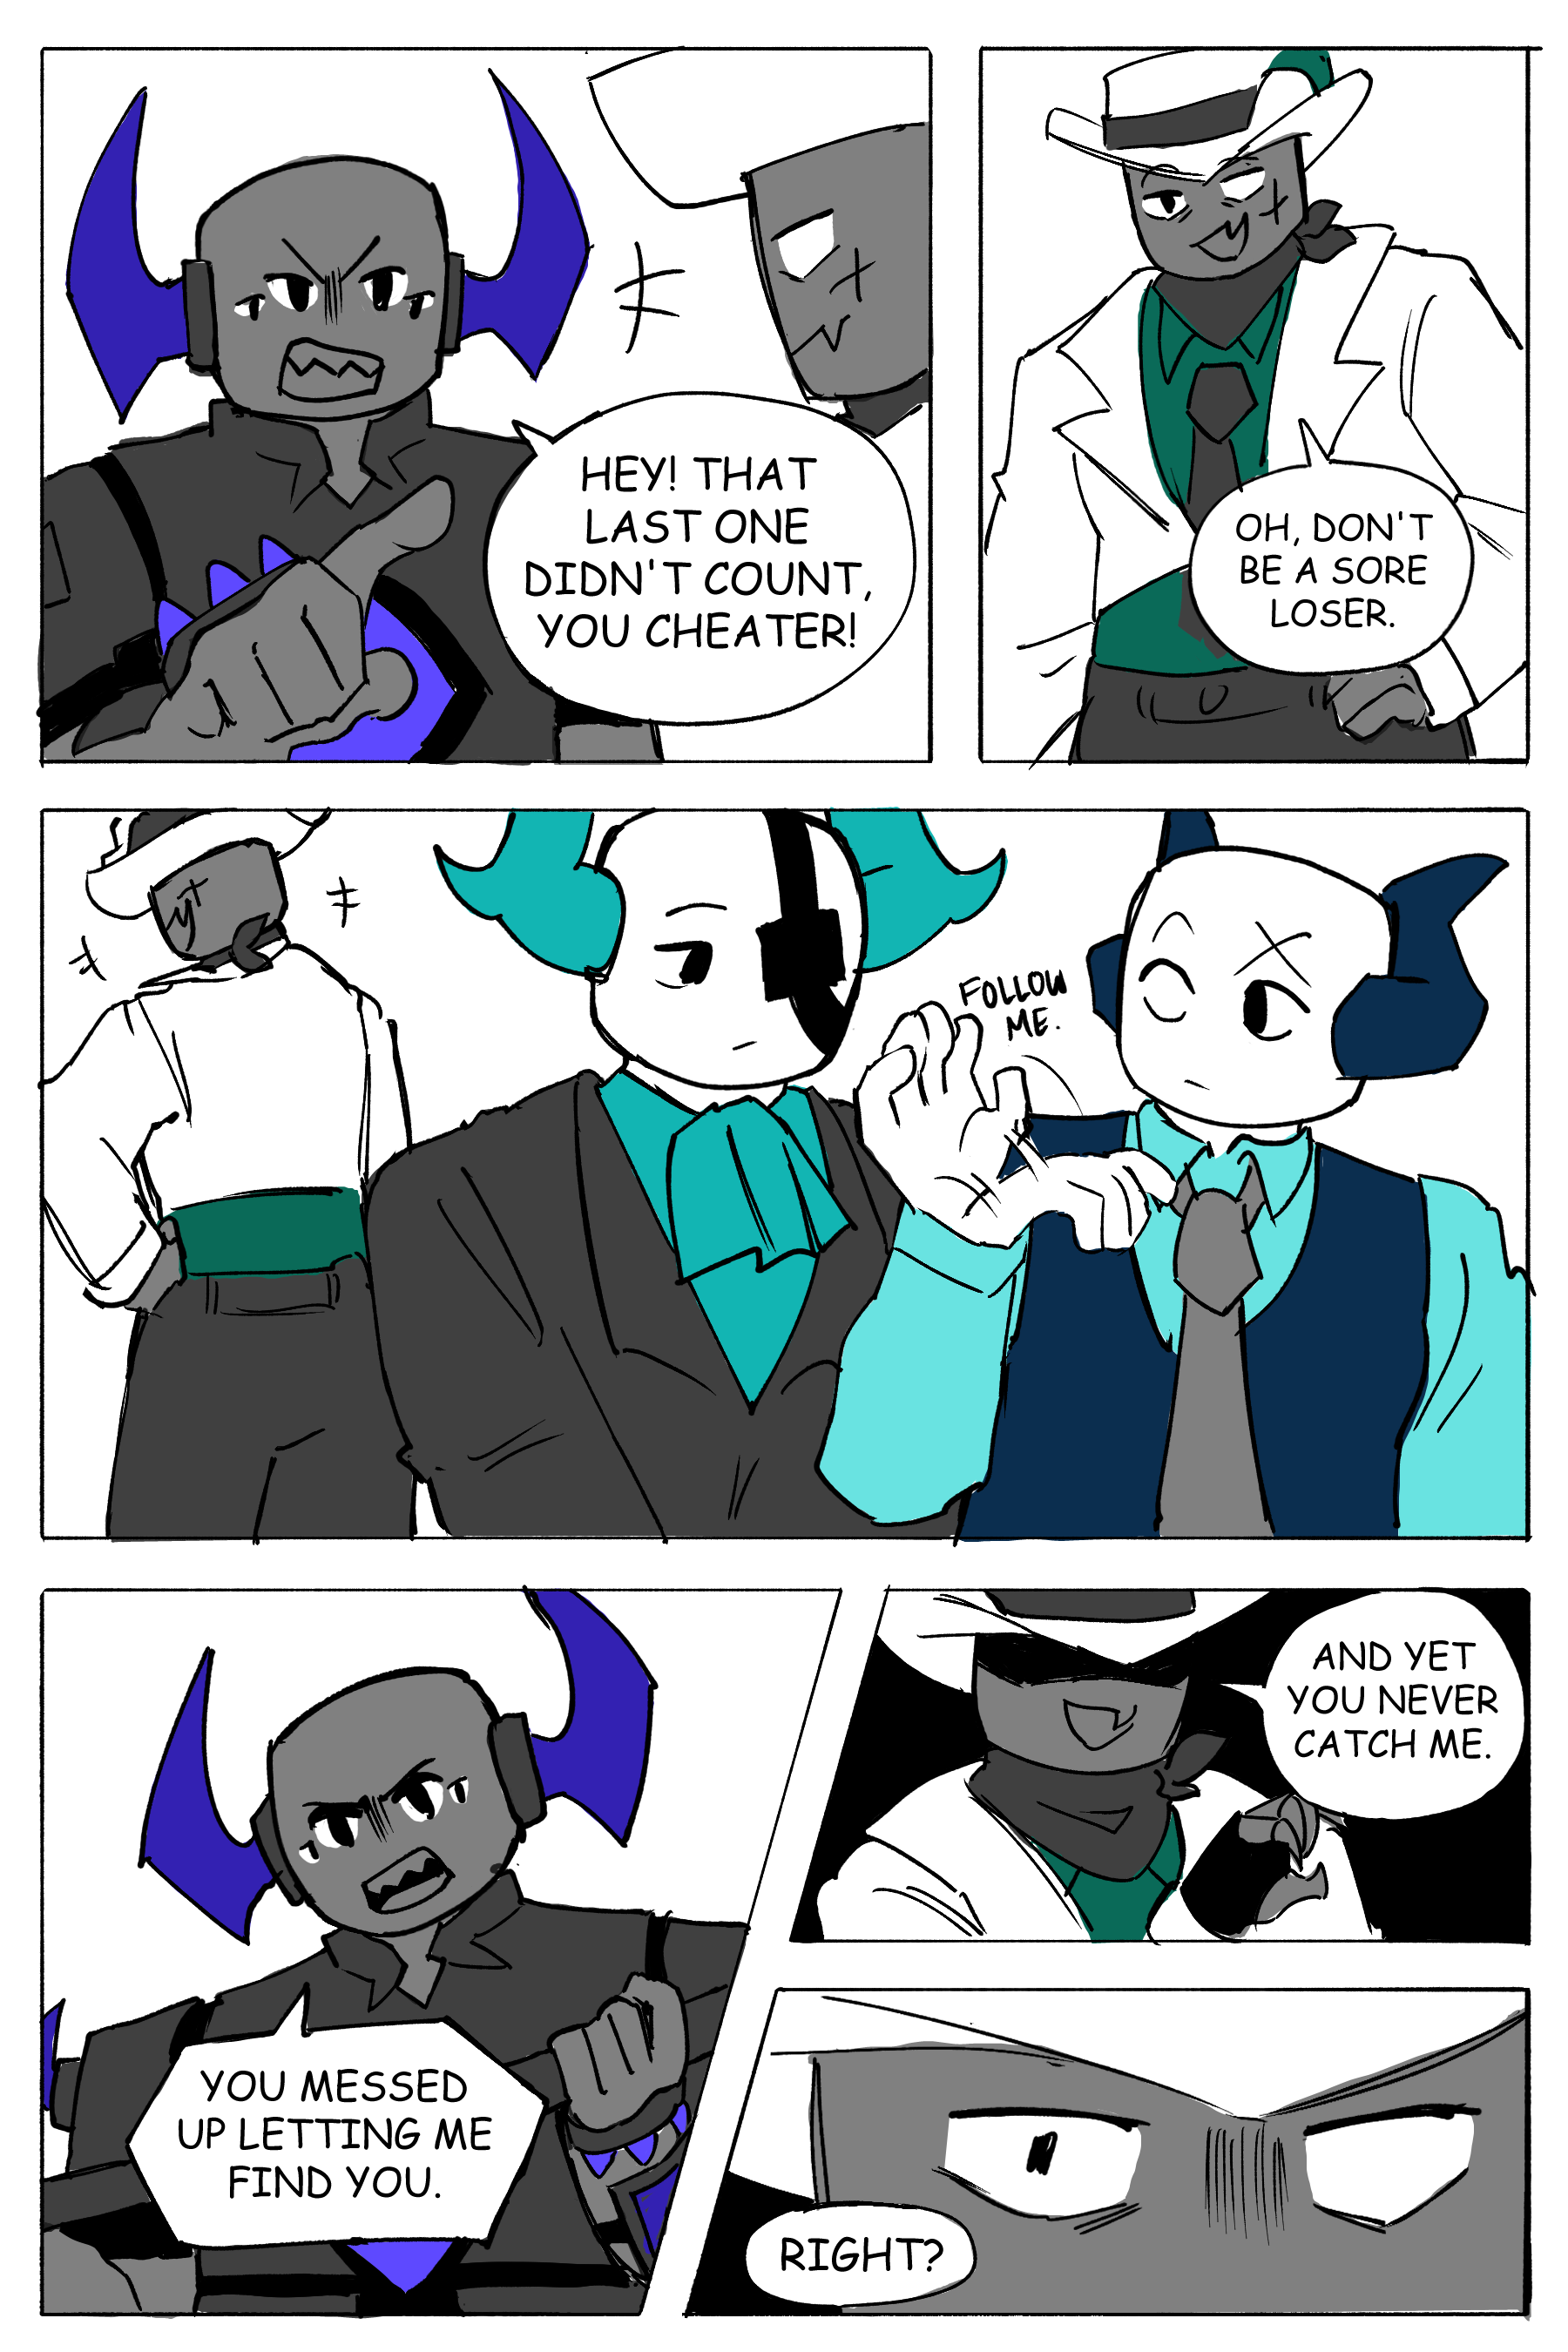 HEY! THAT
LAST ONE
DIDN'T COUNT,
YOU CHEATER!
OH, DON'T
BE A SORE
LOSER.
FOLLOW
ME.
YOU MESSED
UP LETTING ME
FIND YOU.
AND YET
YOU NEVER
CATCH ME.
RIGHT?